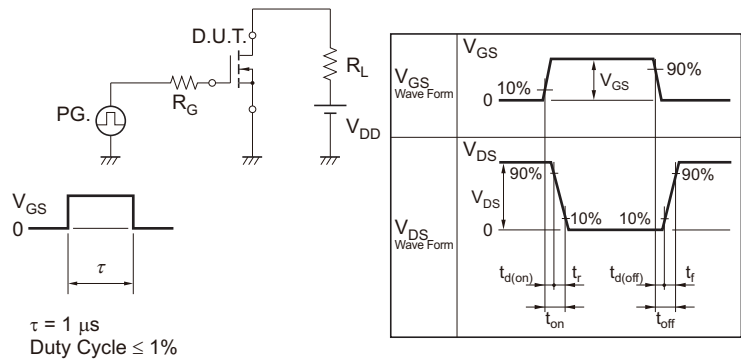 D.U.T.
R_G
PG.
R_L
V_DD
V_GS
0
τ
τ = 1 μs
Duty Cycle ≤ 1%
V_GS
Wave Form
V_GS
10%
0
V_GS
90%
V_DS
Wave Form
V_DS
90%
V_DS
0
10%
10%
90%
t_d(on)
t_r
t_d(off)
t_f
t_on
t_off